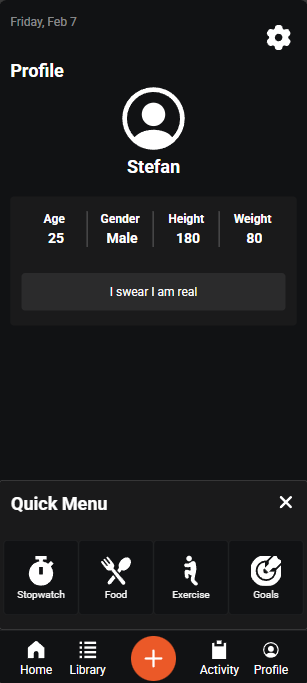 Friday, Feb 7
Profile
Stefan
Age Gender Height Weight
25 Male 180 80
I swear I am real
Quick Menu
Stopwatch Food Exercise Goals
Home Library Activity Profile